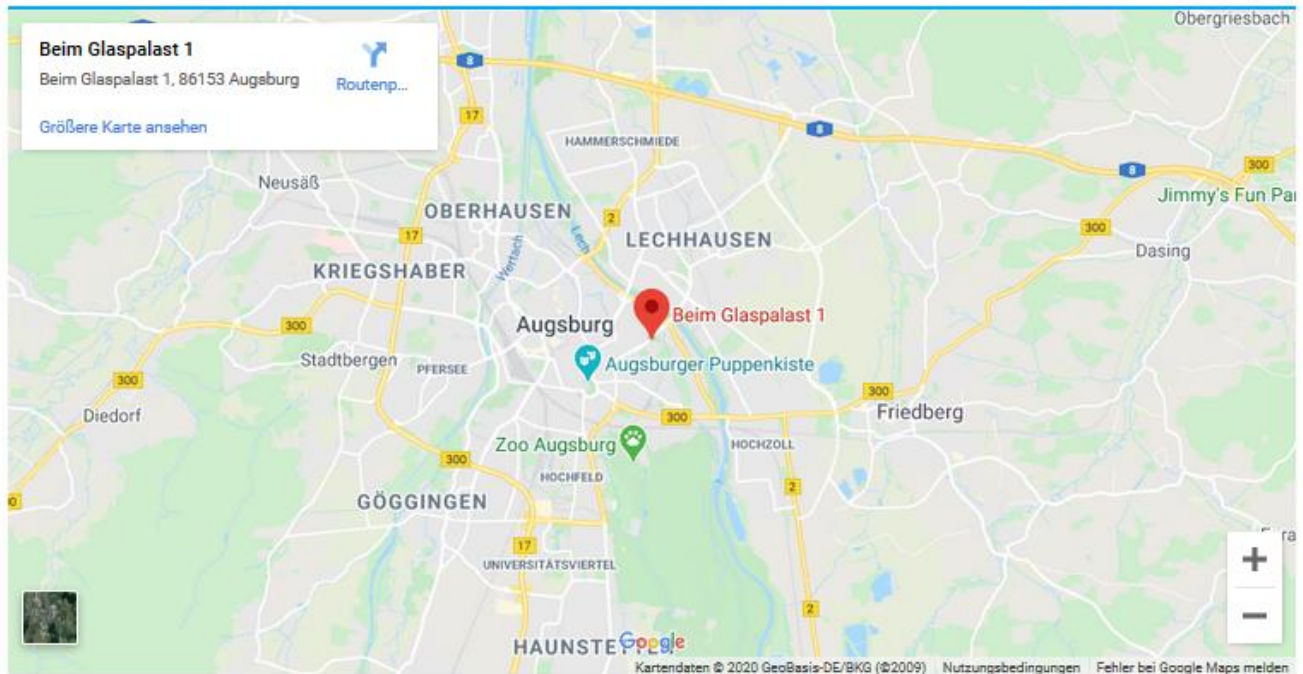 Beim Glaspalast 1
Beim Glaspalast 1, 86153 Augsburg
Routenp...
Größere Karte ansehen
Obergriesbach
8
17
8
HAMMERSCHMIEDE
8
300
Neusäß
Jimmy's Fun Par
OBERHAUSEN
2
300
17
Lech
LECHHAUSEN
Wertach
Dasing
KRIEGSHABER
Beim Glaspalast 1
300
Augsburg
Stadtbergen
PFERSEE
Augsburger Puppenkiste
300
300
Diedorf
300
Friedberg
Zoo Augsburg
HOCHZOLL
300
HOCHFELD
2
GÖGGINGEN
17
UNIVERSITÄTSVIERTEL
+
−
2
Google
Kartendaten © 2020 GeoBasis-DE/BKG (©2009) Nutzungsbedingungen Fehler bei Google Maps melden